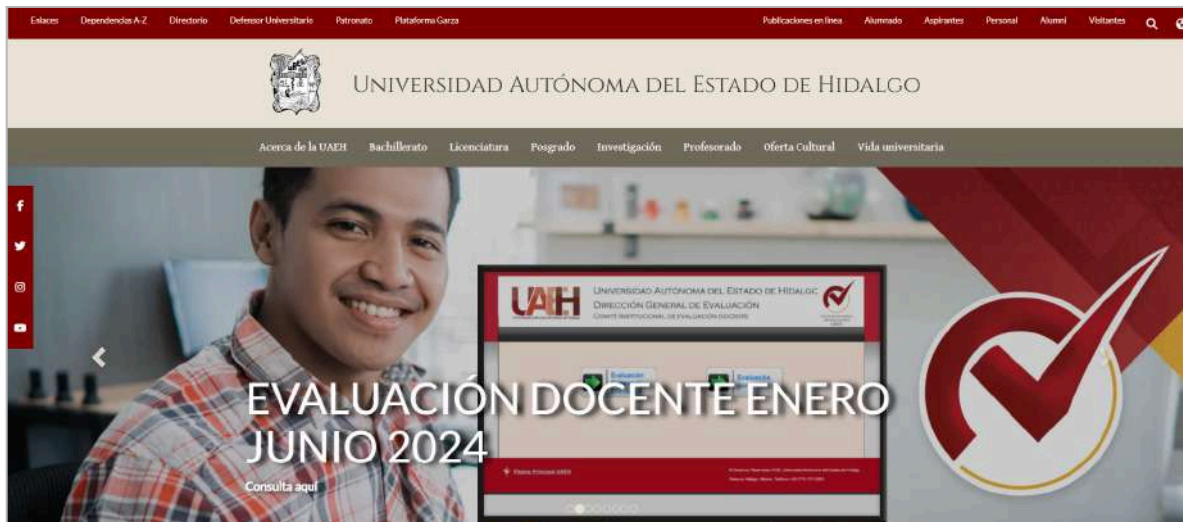 Enlaces Dependencias A-Z Directorio Defensor Universitario Patronato Plataforma Garza Publicaciones en línea Alumnado Aspirantes Personal Alumni Visitantes
UNIVERSIDAD AUTÓNOMA DEL ESTADO DE HIDALGO
Acerca de la UAEH Bachillerato Licenciatura Posgrado Investigación Profesorado Oferta Cultural Vida universitaria
UAEH
UNIVERSIDAD AUTÓNOMA DEL ESTADO DE HIDALGO
DIRECCIÓN GENERAL DE EVALUACIÓN
COMITÉ INSTITUCIONAL DE EVALUACIÓN DOCENTE
Evaluación
EVALUACIÓN DOCENTE ENERO
JUNIO 2024
Página Principal UAEH
Consulta aquí